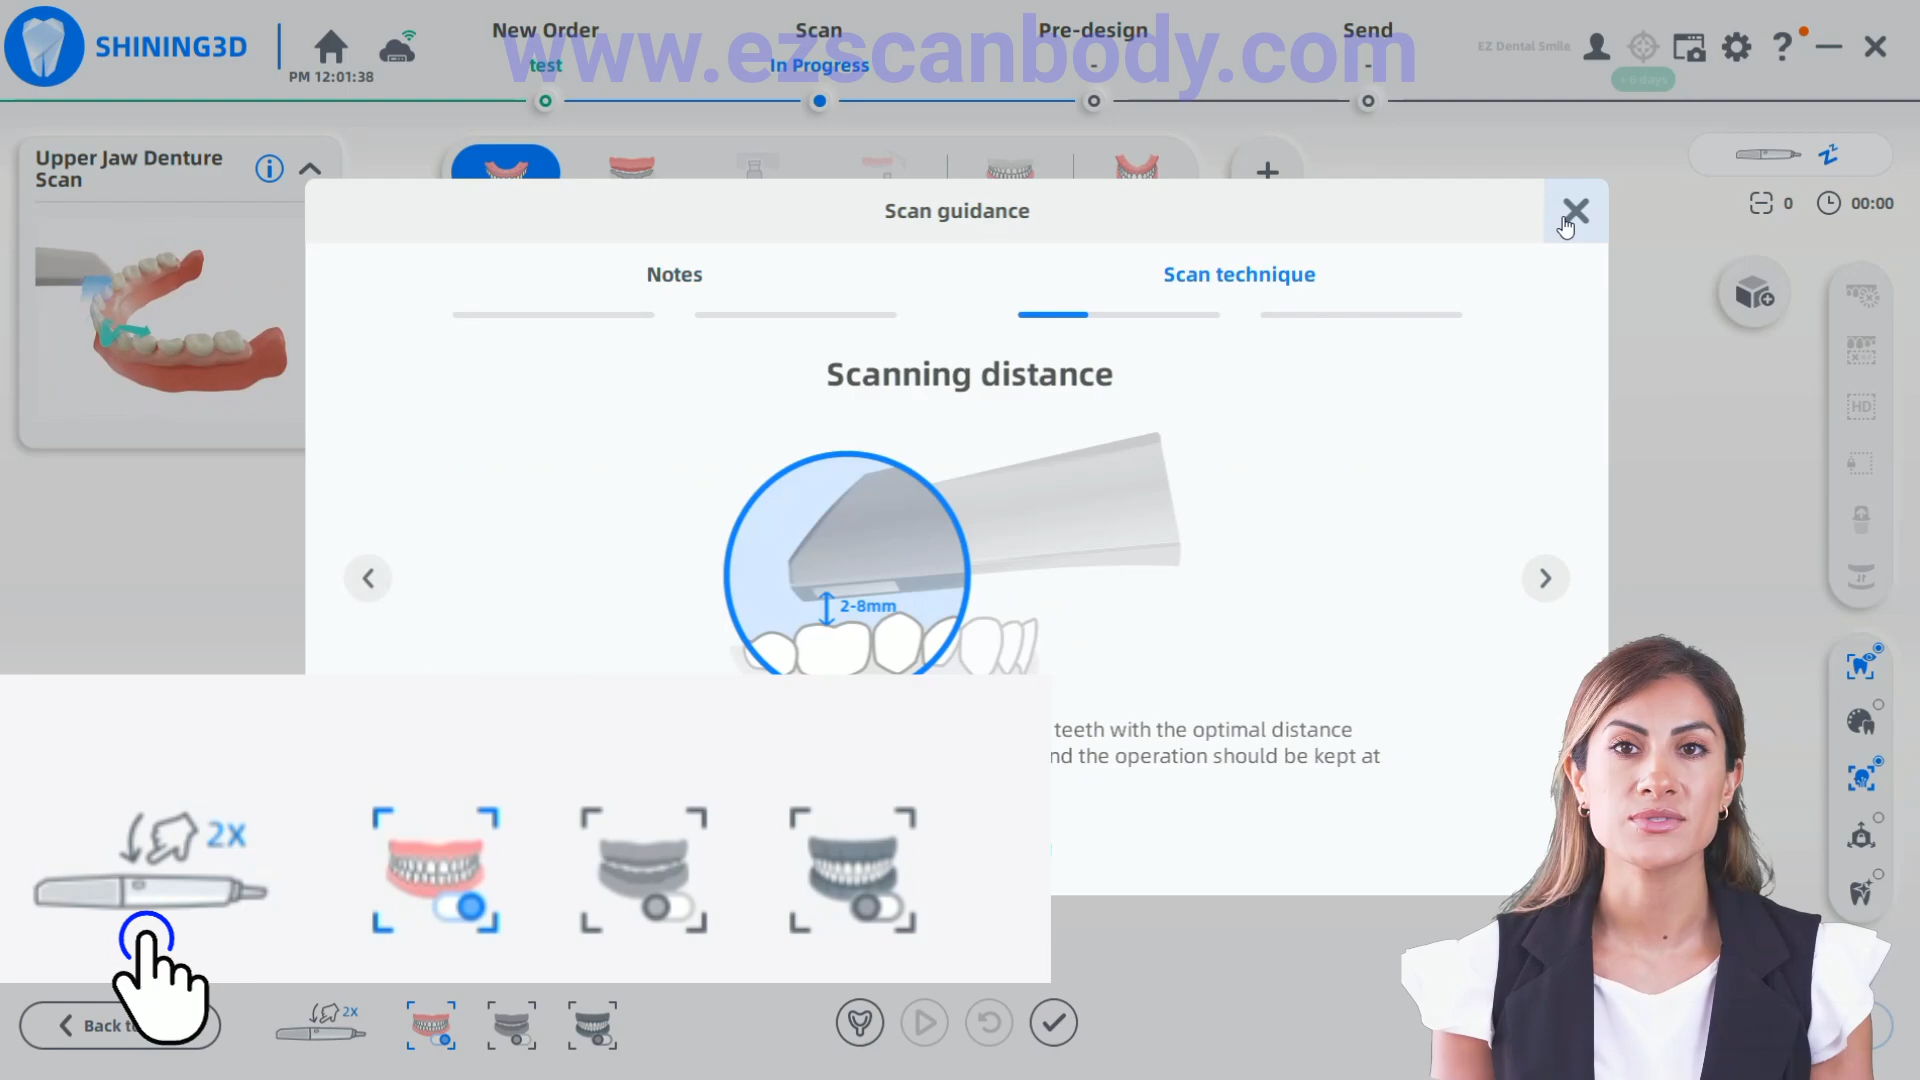 SHINING3D
PM 12:01:38
New Order
test
Scan
In Progress
Pre-design
-
Send
-
www.ezscanbody.com
EZ Dental Smile
+ 6 days
Upper Jaw Denture
Scan
0
00:00
Scan guidance
Notes
Scan technique
Scanning distance
2-8mm
teeth with the optimal distance
nd the operation should be kept at
2X
HD
Back t
2X